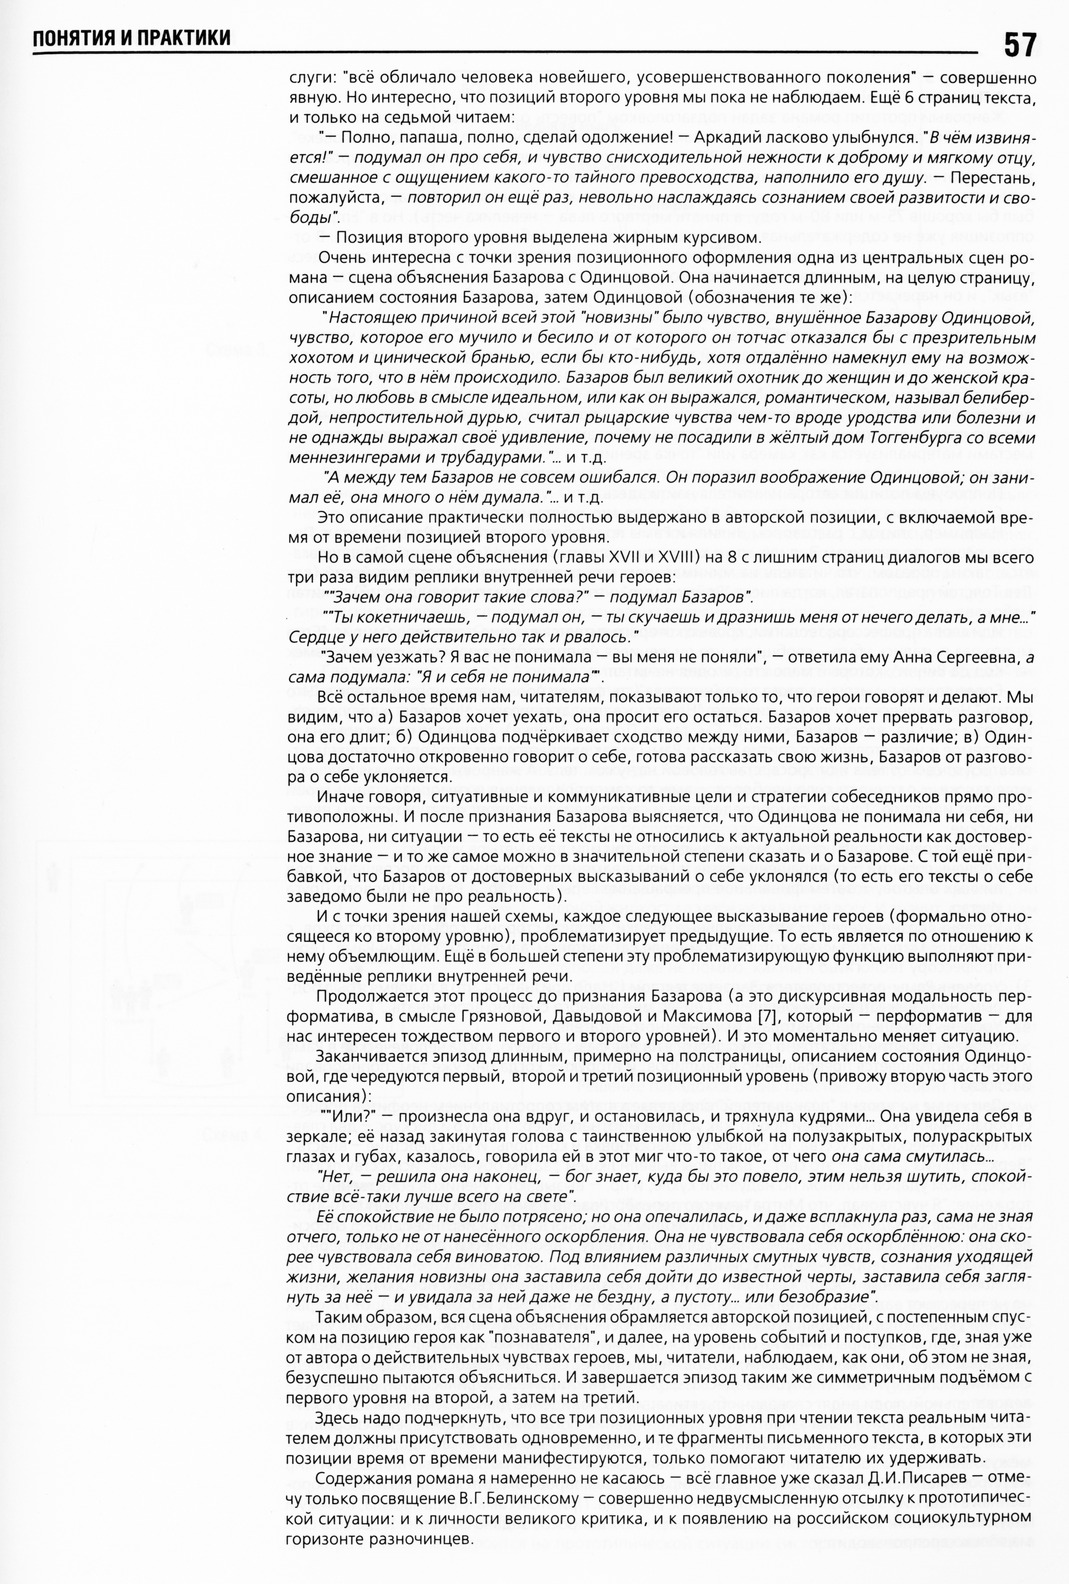 ПОНЯТИЯ И ПРАКТИКИ
57
слуги: "всё обличало человека новейшего, усовершенствованного поколения" — совершенно
явную. Но интересно, что позиций второго уровня мы пока не наблюдаем. Ещё 6 страниц текста,
и только на седьмой читаем:
"— Полно, папаша, полно, сделай одолжение! — Аркадий ласково улыбнулся. "В чём извиня-
ется!" — подумал он про себя, и чувство снисходительной нежности к доброму и мягкому отцу,
смешанное с ощущением какого-то тайного превосходства, наполнило его душу. — Перестань,
пожалуйста, — повторил он ещё раз, невольно наслаждаясь сознанием своей развитости и сво-
боды".
— Позиция второго уровня выделена жирным курсивом.
Очень интересна с точки зрения позиционного оформления одна из центральных сцен ро-
мана — сцена объяснения Базарова с Одинцовой. Она начинается длинным, на целую страницу,
описанием состояния Базарова, затем Одинцовой (обозначения те же):
"Настоящею причиной всей этой "новизны" было чувство, внушённое Базарову Одинцовой,
чувство, которое его мучило и бесило и от которого он тотчас отказался бы с презрительным
хохотом и цинической бранью, если бы кто-нибудь, хотя отдалённо намекнул ему на возмож-
ность того, что в нём происходило. Базаров был великий охотник до женщин и до женской кра-
соты, но любовь в смысле идеальном, или как он выражался, романтическом, называл белибер-
дой, непростительной дурью, считал рыцарские чувства чем-то вроде уродства или болезни и
не однажды выражал своё удивление, почему не посадили в жёлтый дом Тоггенбурга со всеми
меннезингерами и трубадурами."... и т.д.
"А между тем Базаров не совсем ошибался. Он поразил воображение Одинцовой; он зани-
мал её, она много о нём думала."... и т.д.
Это описание практически полностью выдержано в авторской позиции, с включаемой вре-
мя от времени позицией второго уровня.
Но в самой сцене объяснения (главы XVII и XVIII) на 8 с лишним страниц диалогов мы всего
три раза видим реплики внутренней речи героев:
""Зачем она говорит такие слова?" — подумал Базаров".
""Ты кокетничаешь, — подумал он, — ты скучаешь и дразнишь меня от нечего делать, а мне..."
Сердце у него действительно так и рвалось."
"Зачем уезжать? Я вас не понимала — вы меня не поняли", — ответила ему Анна Сергеевна, а
сама подумала: "Я и себя не понимала"".
Всё остальное время нам, читателям, показывают только то, что герои говорят и делают. Мы
видим, что а) Базаров хочет уехать, она просит его остаться. Базаров хочет прервать разговор,
она его длит; б) Одинцова подчёркивает сходство между ними, Базаров — различие; в) Один-
цова достаточно откровенно говорит о себе, готова рассказать свою жизнь, Базаров от разгово-
ра о себе уклоняется.
Иначе говоря, ситуативные и коммуникативные цели и стратегии собеседников прямо про-
тивоположны. И после признания Базарова выясняется, что Одинцова не понимала ни себя, ни
Базарова, ни ситуации — то есть её тексты не относились к актуальной реальности как достовер-
ное знание — и то же самое можно в значительной степени сказать и о Базарове. С той ещё при-
бавкой, что Базаров от достоверных высказываний о себе уклонялся (то есть его тексты о себе
заведомо были не про реальность).
И с точки зрения нашей схемы, каждое следующее высказывание героев (формально отно-
сящееся ко второму уровню), проблематизирует предыдущие. То есть является по отношению к
нему объемлющим. Ещё в большей степени эту проблематизирующую функцию выполняют при-
ведённые реплики внутренней речи.
Продолжается этот процесс до признания Базарова (а это дискурсивная модальность пер-
форматива, в смысле Грязновой, Давыдовой и Максимова [7], который — перформатив — для
нас интересен тождеством первого и второго уровней). И это моментально меняет ситуацию.
Заканчивается эпизод длинным, примерно на полстраницы, описанием состояния Одинцо-
вой, где чередуются первый, второй и третий позиционный уровень (привожу вторую часть этого
описания):
""Или?" — произнесла она вдруг, и остановилась, и тряхнула кудрями... Она увидела себя в
зеркале; её назад закинутая голова с таинственною улыбкой на полузакрытых, полураскрытых
глазах и губах, казалось, говорила ей в этот миг что-то такое, от чего она сама смутилась...
"Нет, — решила она наконец, — бог знает, куда бы это повело, этим нельзя шутить, спокой-
ствие всё-таки лучше всего на свете".
Её спокойствие не было потрясено; но она опечалилась, и даже всплакнула раз, сама не зная
отчего, только не от нанесённого оскорбления. Она не чувствовала себя оскорблённою: она ско-
рее чувствовала себя виноватою. Под влиянием различных смутных чувств, сознания уходящей
жизни, желания новизны она заставила себя дойти до известной черты, заставила себя загля-
нуть за неё — и увидала за ней даже не бездну, а пустоту... или безобразие".
Таким образом, вся сцена объяснения обрамляется авторской позицией, с постепенным спус-
ком на позицию героя как "познавателя", и далее, на уровень событий и поступков, где, зная уже
от автора о действительных чувствах героев, мы, читатели, наблюдаем, как они, об этом не зная,
безуспешно пытаются объясниться. И завершается эпизод таким же симметричным подъёмом с
первого уровня на второй, а затем на третий.
Здесь надо подчеркнуть, что все три позиционных уровня при чтении текста реальным чита-
телем должны присутствовать одновременно, и те фрагменты письменного текста, в которых эти
позиции время от времени манифестируются, только помогают читателю их удерживать.
Содержания романа я намеренно не касаюсь — всё главное уже сказал Д.И.Писарев — отме-
чу только посвящение В.Г.Белинскому — совершенно недвусмысленную отсылку к прототипичес-
кой ситуации: и к личности великого критика, и к появлению на российском социокультурном
горизонте разночинцев.